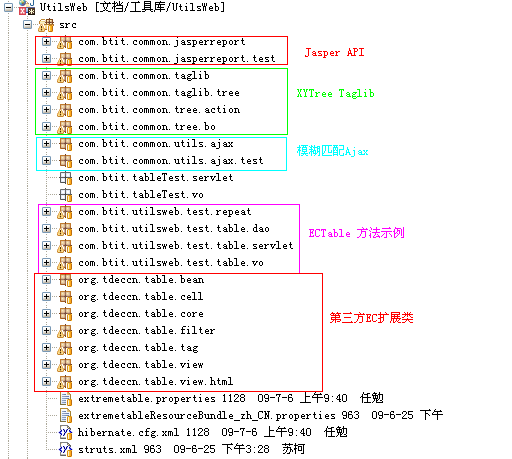 UtilsWeb [文档/工具库/UtilsWeb]
src
com.btit.common.jasperreport
com.btit.common.jasperreport.test
Jasper API
com.btit.common.taglib
com.btit.common.taglib.tree
XYTree Taglib
com.btit.common.tree.action
com.btit.common.tree.bo
com.btit.common.utils.ajax
模糊匹配Ajax
com.btit.common.utils.ajax.test
com.btit.tableTest.servlet
com.btit.tableTest.vo
com.btit.utilsweb.test.repeat
com.btit.utilsweb.test.table.dao
ECTable 方法示例
com.btit.utilsweb.test.table.servlet
com.btit.utilsweb.test.table.vo
org.tdeccn.table.bean
org.tdeccn.table.cell
org.tdeccn.table.core
第三方EC扩展类
org.tdeccn.table.filter
org.tdeccn.table.tag
org.tdeccn.table.view
org.tdeccn.table.view.html
extremetable.properties 1128 09-7-6 上午9:40 任勉
extremetableResourceBundle_zh_CN.properties 963 09-6-25 下午
hibernate.cfg.xml 1128 09-7-6 上午9:40 任勉
struts.xml 963 09-6-25 下午3:28 苏柯